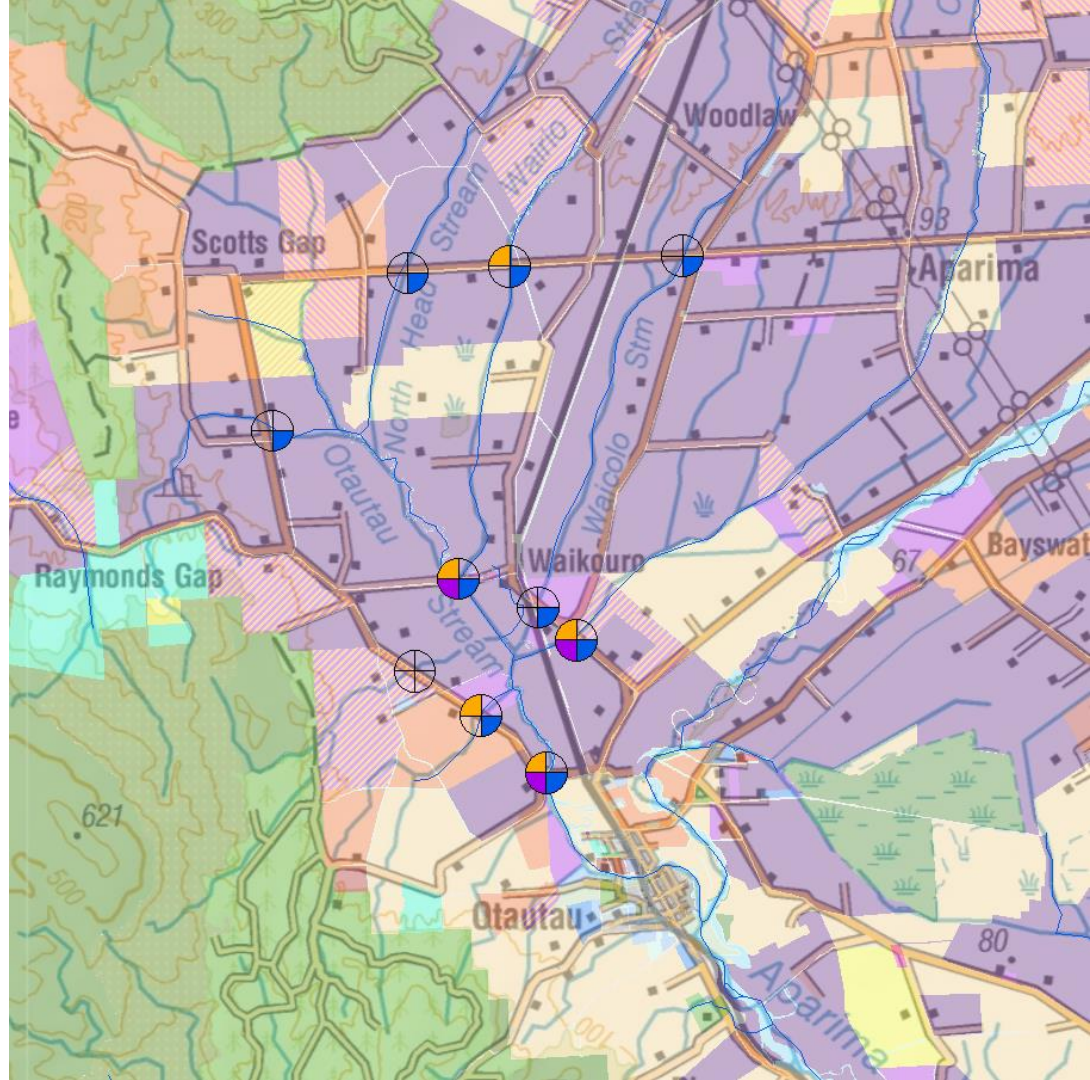 300
Woodlaw
Wairio
North Head Stream
Scotts Gap
200
93
Aparima
Waicolo Stm
e
Otautau
Stream
Waikouro
67
Bayswat
Raymonds Gap
621
500
Otautau
80
Aparima
100